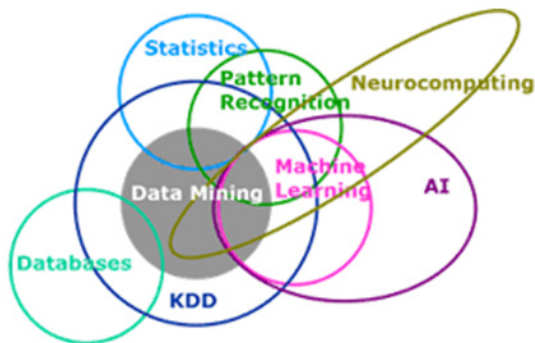 Statistics
Pattern
Recognition
Neurocomputing
Machine
Learning
AI
Data Mining
Databases
KDD